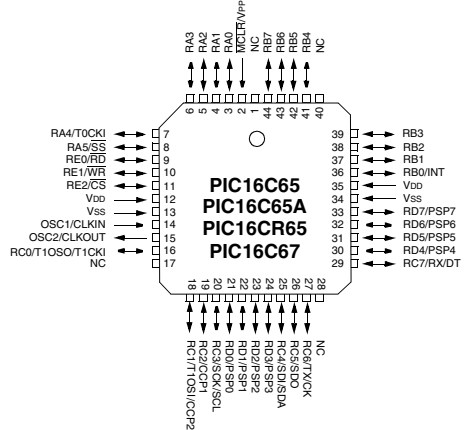 RA3
RA2
RA1
RA0
MCLR/VPP
NC
RB7
RB6
RB5
RB4
NC
6
5
4
3
2
1
44
43
42
41
40
RA4/T0CKI 7
RA5/SS 8
RE0/RD 9
RE1/WR 10
RE2/CS 11
VDD 12
VSS 13
OSC1/CLKIN 14
OSC2/CLKOUT 15
RC0/T1OSO/T1CKI 16
NC 17
PIC16C65
PIC16C65A
PIC16CR65
PIC16C67
39 RB3
38 RB2
37 RB1
36 RB0/INT
35 VDD
34 VSS
33 RD7/PSP7
32 RD6/PSP6
31 RD5/PSP5
30 RD4/PSP4
29 RC7/RX/DT
18
19
20
21
22
23
24
25
26
27
28
RC1/T1OSI/CCP2
RC2/CCP1
RC3/SCK/SCL
RD0/PSP0
RD1/PSP1
RD2/PSP2
RD3/PSP3
RC4/SDI/SDA
RC5/SDO
RC6/TX/CK
NC